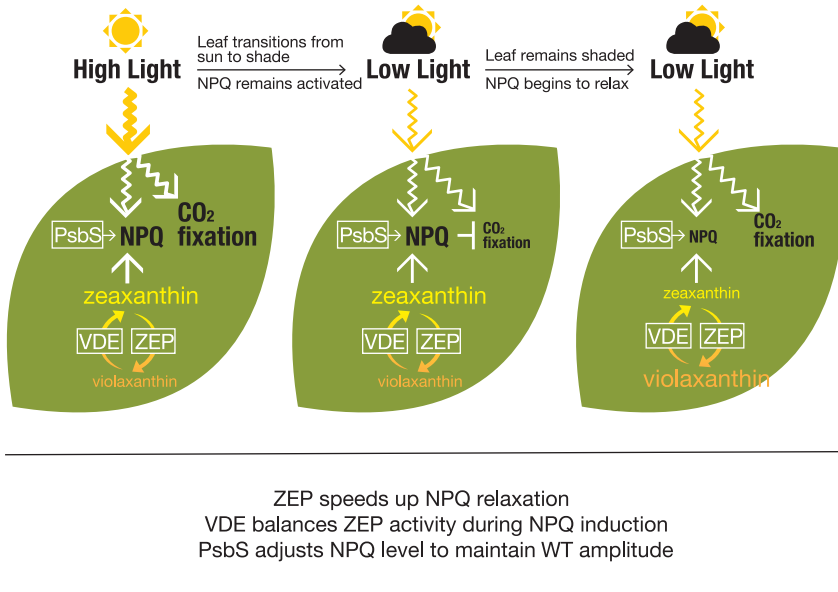 High Light
Leaf transitions from
sun to shade
NPQ remains activated
Low Light
Leaf remains shaded
NPQ begins to relax
Low Light
CO2
fixation
PsbS
NPQ
zeaxanthin
VDE
ZEP
violaxanthin
CO2
fixation
PsbS
NPQ
zeaxanthin
VDE
ZEP
violaxanthin
CO2
fixation
PsbS
NPQ
zeaxanthin
VDE
ZEP
violaxanthin
ZEP speeds up NPQ relaxation
VDE balances ZEP activity during NPQ induction
PsbS adjusts NPQ level to maintain WT amplitude